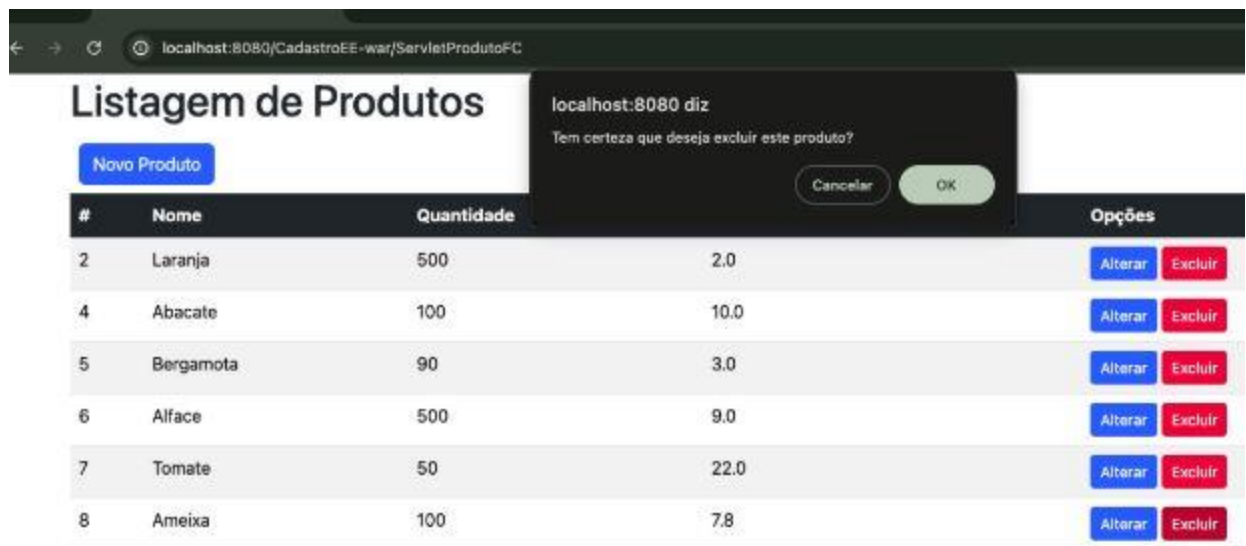 localhost:8080/CadastroEE-war/ServletProdutoFC
Listagem de Produtos
localhost:8080 diz
Tem certeza que deseja excluir este produto?
Cancelar OK
Novo Produto
# Nome Quantidade Opções
2 Laranja 500 2.0 Alterar Excluir
4 Abacate 100 10.0 Alterar Excluir
5 Bergamota 90 3.0 Alterar Excluir
6 Alface 500 9.0 Alterar Excluir
7 Tomate 50 22.0 Alterar Excluir
8 Ameixa 100 7.8 Alterar Excluir